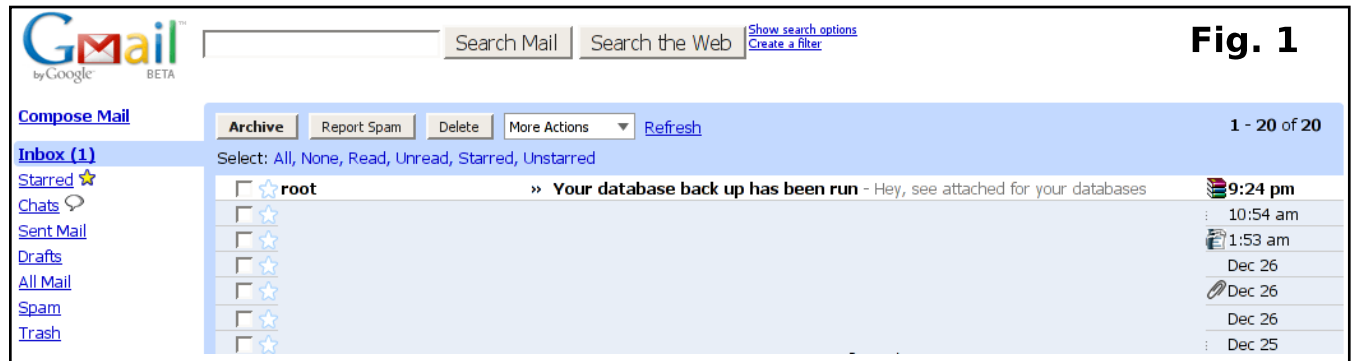 Gmail™
by Google BETA
Search Mail Search the Web Show search options
Create a filter
Fig. 1
Compose Mail
Archive Report Spam Delete More Actions Refresh 1 - 20 of 20
Inbox (1)
Select: All, None, Read, Unread, Starred, Unstarred
Starred
root » Your database back up has been run - Hey, see attached for your databases 9:24 pm
Chats
10:54 am
Sent Mail
1:53 am
Drafts
Dec 26
All Mail
Dec 26
Spam
Dec 26
Trash
Dec 25